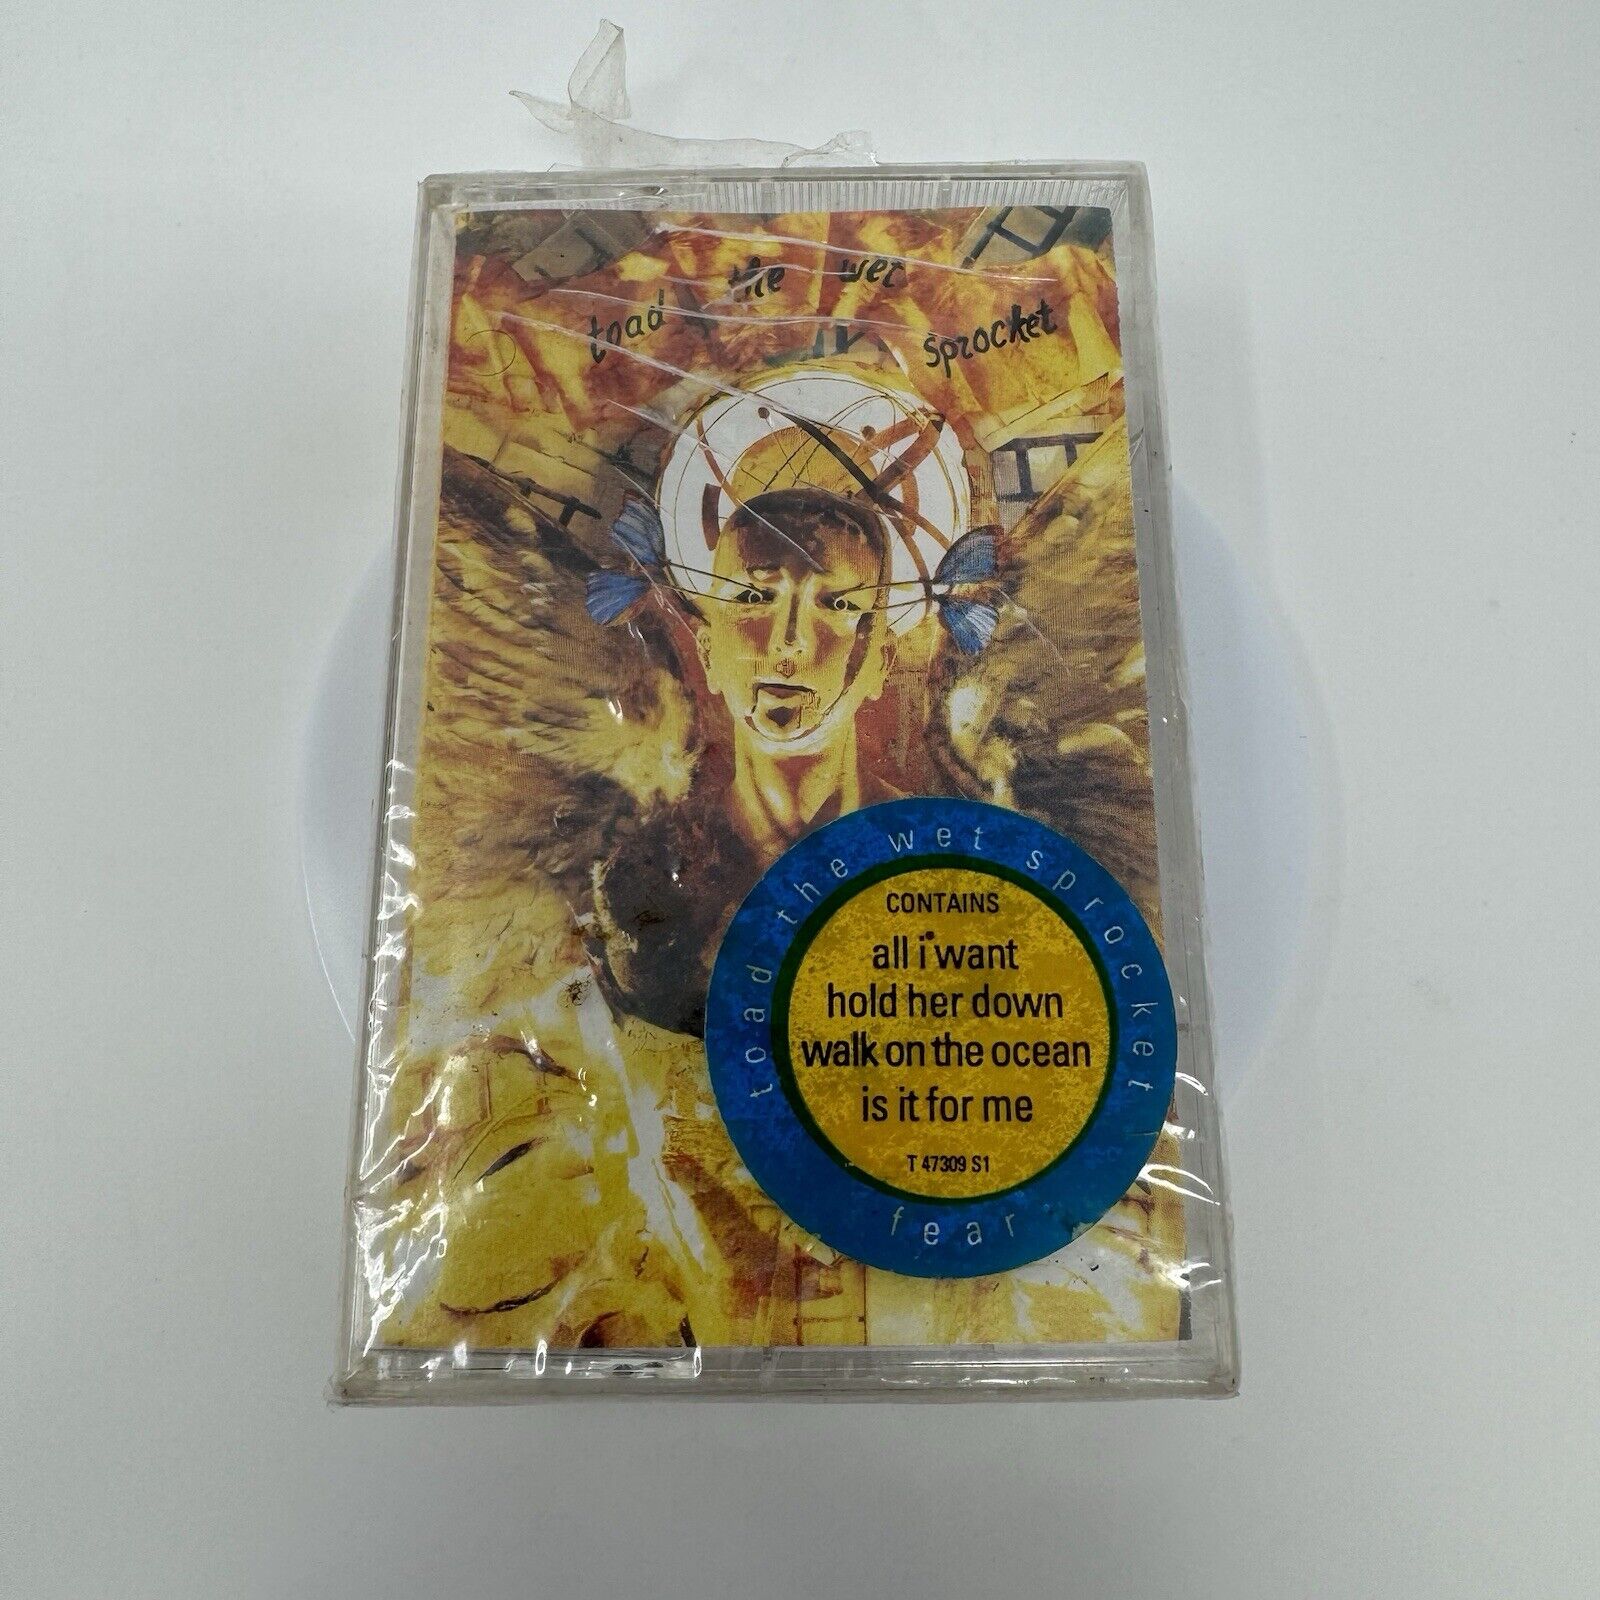 toad the wet sprocket
toad the wet sprocket
CONTAINS
all i want
hold her down
walk on the ocean
is it for me
T 47309 S1
fear